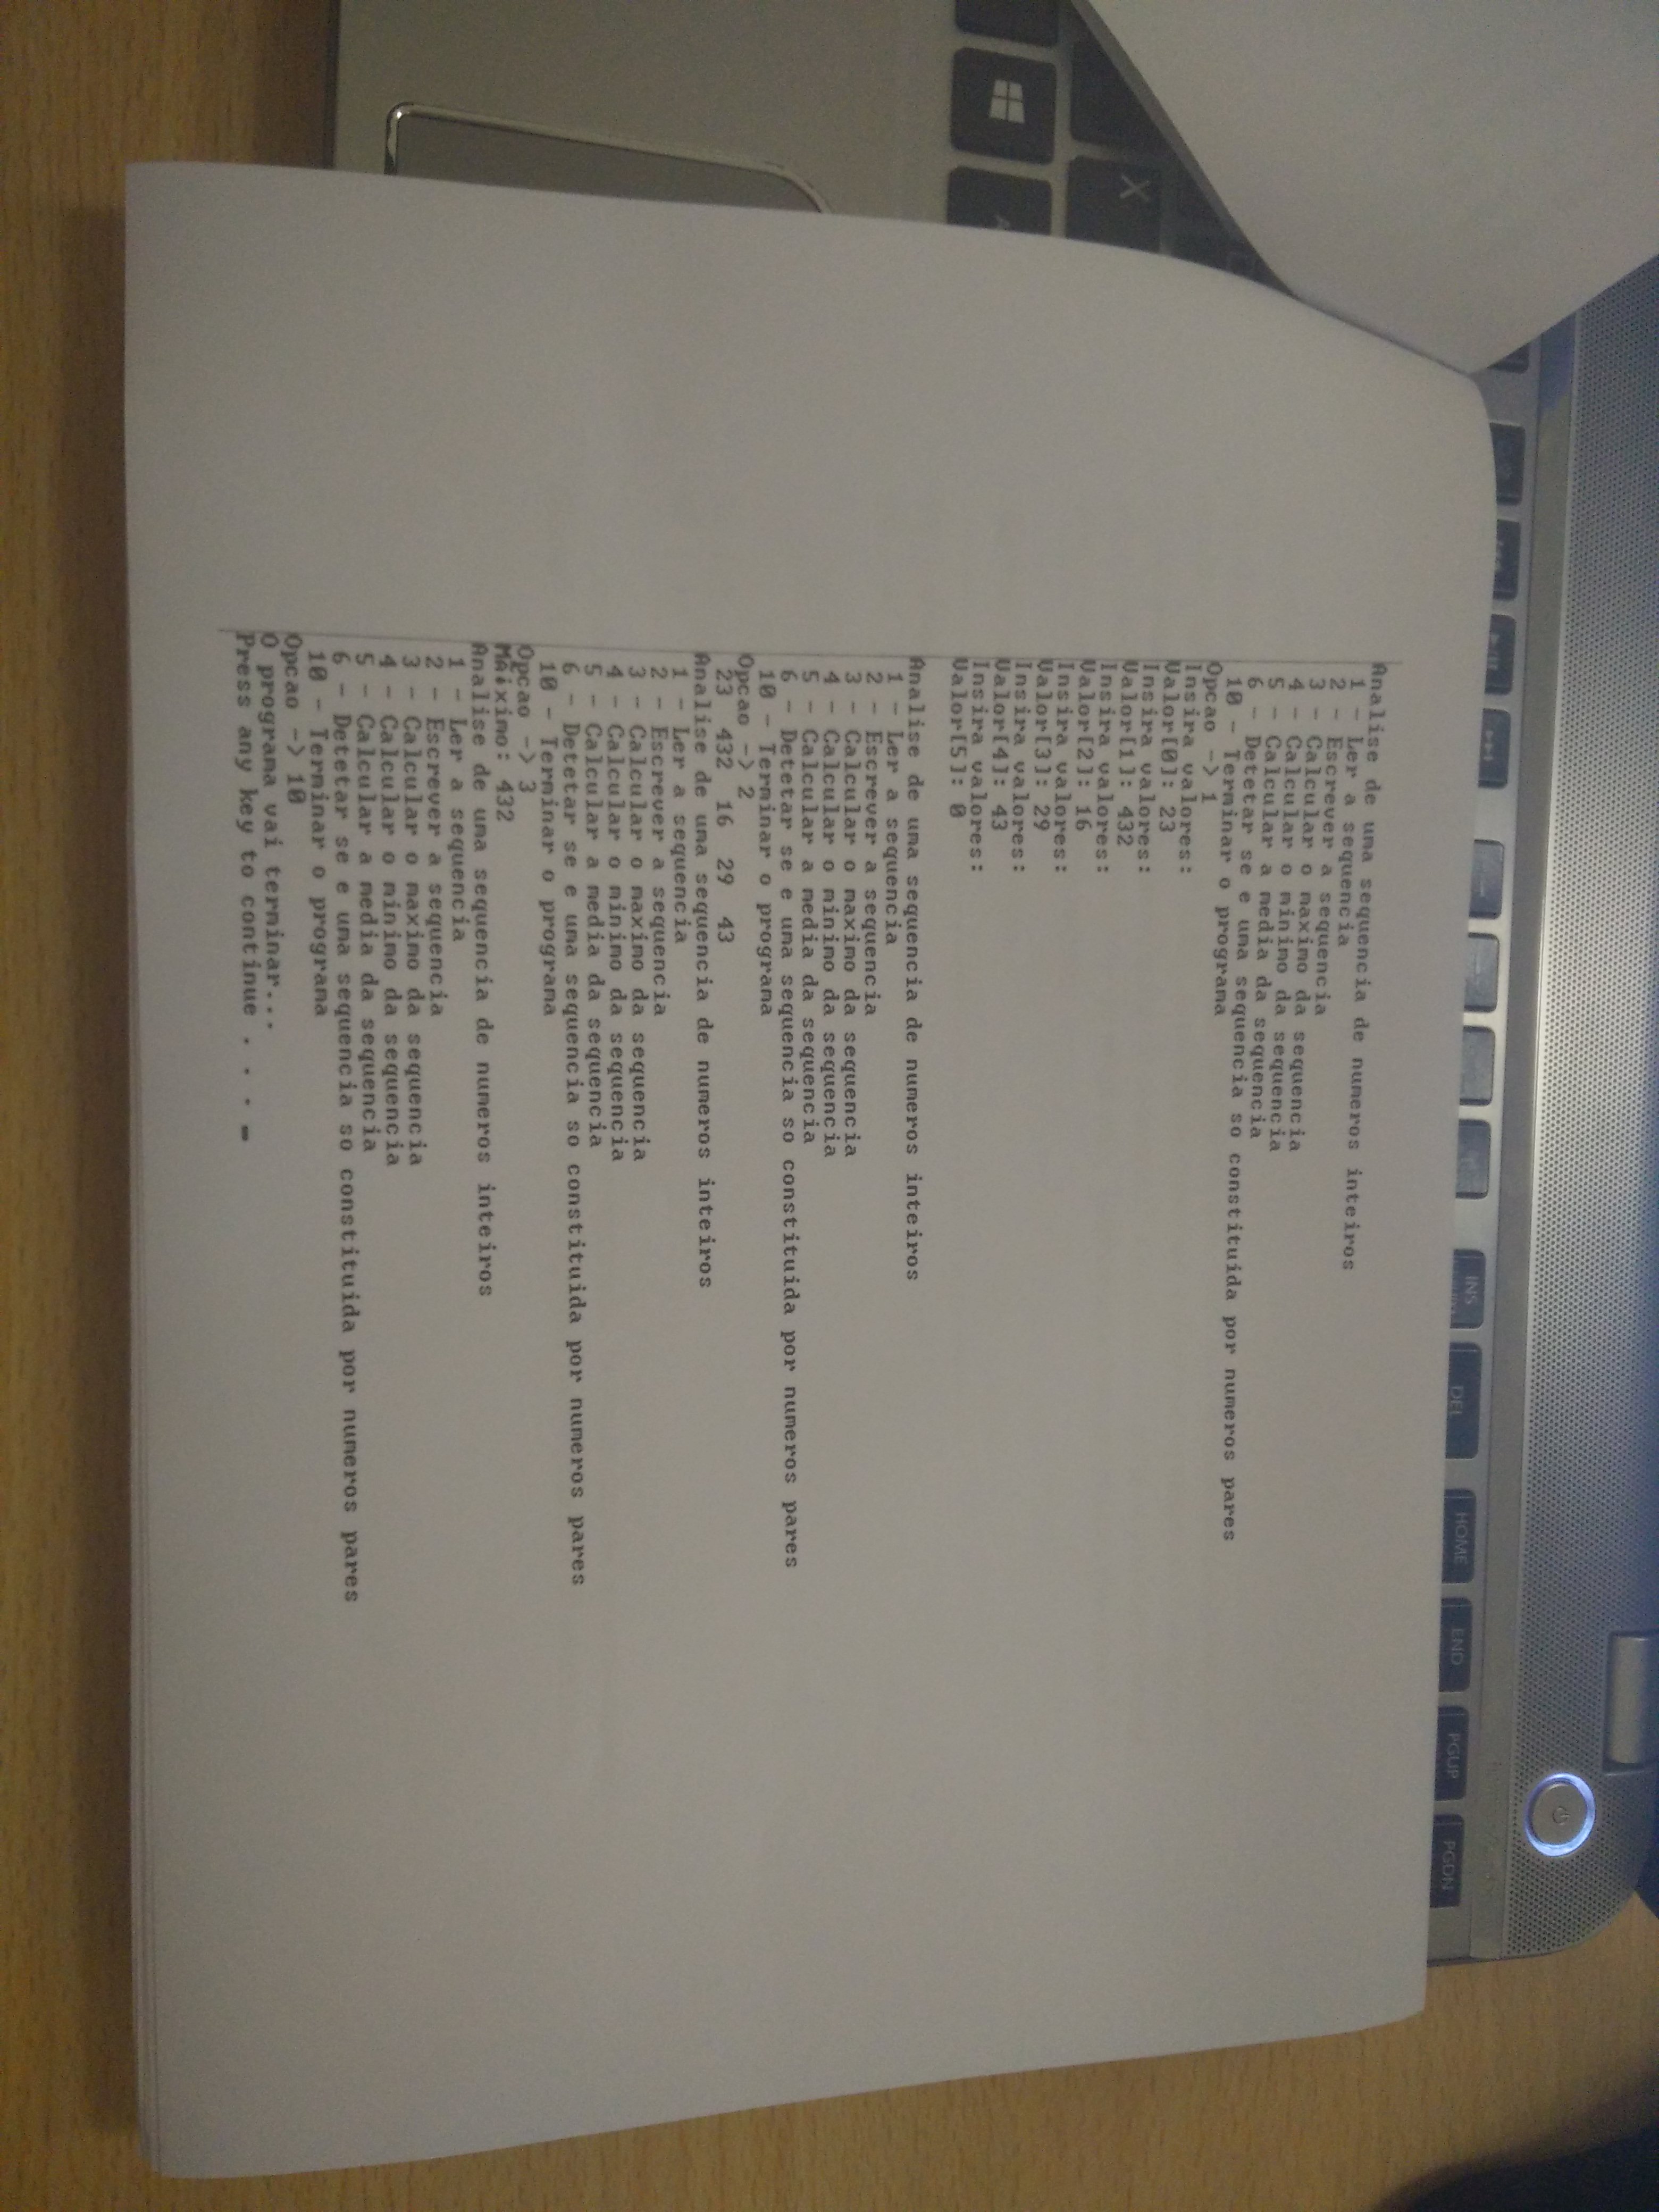 Analise de uma sequencia de numeros inteiros
1 - Ler a sequencia
2 - Escrever a sequencia
3 - Calcular o maximo da sequencia
4 - Calcular o minimo da sequencia
5 - Calcular a media da sequencia
6 - Detetar se e uma sequencia so constituida por numeros pares
10 - Terminar o programa
Opcao -> 1
Insira valores:
Valor[0]: 23
Insira valores:
Valor[1]: 432
Insira valores:
Valor[2]: 16
Insira valores:
Valor[3]: 29
Insira valores:
Valor[4]: 43
Insira valores:
Valor[5]: 0
Analise de uma sequencia de numeros inteiros
1 - Ler a sequencia
2 - Escrever a sequencia
3 - Calcular o maximo da sequencia
4 - Calcular o minimo da sequencia
5 - Calcular a media da sequencia
6 - Detetar se e uma sequencia so constituida por numeros pares
10 - Terminar o programa
Opcao -> 2
23 432 16 29 43
Analise de uma sequencia de numeros inteiros
1 - Ler a sequencia
2 - Escrever a sequencia
3 - Calcular o maximo da sequencia
4 - Calcular o minimo da sequencia
5 - Calcular a media da sequencia
6 - Detetar se e uma sequencia so constituida por numeros pares
10 - Terminar o programa
Opcao -> 3
432
Analise de uma sequencia de numeros inteiros
1 - Ler a sequencia
2 - Escrever a sequencia
3 - Calcular o maximo da sequencia
4 - Calcular o minimo da sequencia
5 - Calcular a media da sequencia
6 - Detetar se e uma sequencia so constituida por numeros pares
10 - Terminar o programa
Opcao -> 10
O programa vai terminar...
Press any key to continue . . .
X
INS
DEL
HOME
END
PGUP
PGDN